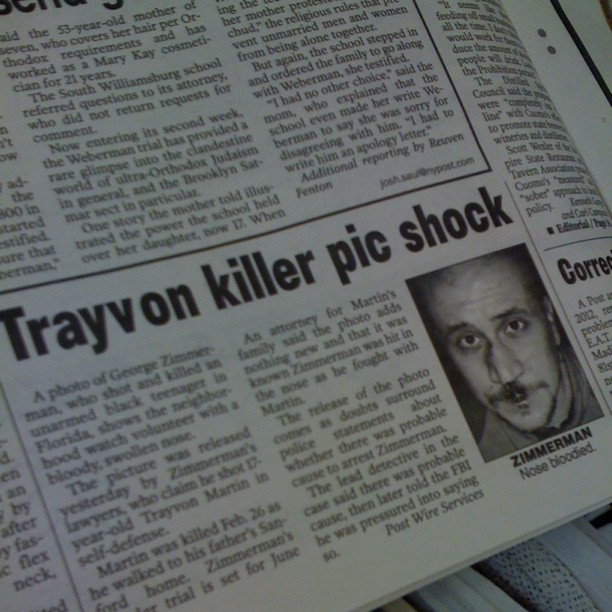 send g
said the 53-year-old mother of
seven, who covers her hair per Or-
thodox requirements and has
worked as a Mary Kay cosmeti-
cian for 21 years.
The South Williamsburg school
referred questions to its attorney,
who did not return requests for
comment.
Now entering its second week,
the Weberman trial has provided a
rare glimpse into the clandestine
world of ultra-Orthodox Judaism
in general, and the Brooklyn Sat-
mar sect in particular.
One story the mother told illus-
trated the power the school held
over her daughter, now 17. When
her mother
chud," the religious rules that pre-
vent unmarried men and women
from being alone together.
But again, the school stepped in
and ordered the family to go along
with Weberman, she testified.
"I had no other choice," said the
mom, who explained that the
school even made her write We-
berman to say she was sorry for
disagreeing with him. "I had to
write him an apology letter."
Additional reporting by Reuven
Fenton
josh.saul@nypost.com
Trayvon killer pic shock
A photo of George Zimmer-
man, who shot and killed an
unarmed black teenager in
Florida, shows the neighbor-
hood watch volunteer with a
bloody, swollen nose.
The picture was released
yesterday by Zimmerman's
lawyers, who claim he shot 17-
year-old Trayvon Martin in
self-defense.
Martin was killed Feb. 26 as
he walked to his father's San-
ford home. Zimmerman's
trial is set for June
An attorney for Martin's
family said the photo adds
nothing new and that it was
known Zimmerman was hit in
the nose as he fought with
Martin.
The release of the photo
comes as doubts surround
police statements about
whether there was probable
cause to arrest Zimmerman.
The lead detective in the
case said there was probable
cause, then later told the FBI
he was pressured into saying
so.
Post Wire Services
ZIMMERMAN
Nose bloodied.
policy.
■ Editorial / Pag
Correc
A Post
2012,
E.A.T.